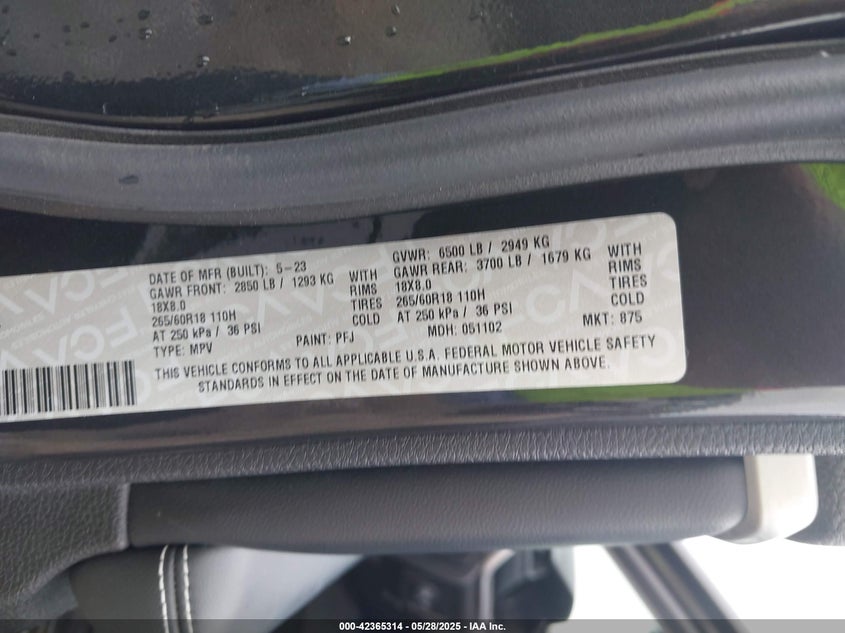 DATE OF MFR (BUILT): 5-23 GVWR: 6500 LB / 2949 KG
GAWR FRONT: 2850 LB / 1293 KG WITH GAWR REAR: 3700 LB / 1679 KG WITH
18X8.0 RIMS 18X8.0 RIMS
265/60R18 110H TIRES 265/60R18 110H TIRES
AT 250 kPa / 36 PSI COLD AT 250 kPa / 36 PSI COLD
TYPE: MPV PAINT: PFJ MDH: 051102 MKT: 875
THIS VEHICLE CONFORMS TO ALL APPLICABLE U.S.A. FEDERAL MOTOR VEHICLE SAFETY
STANDARDS IN EFFECT ON THE DATE OF MANUFACTURE SHOWN ABOVE.
000-42365314 - 05/28/2025 - IAA Inc.